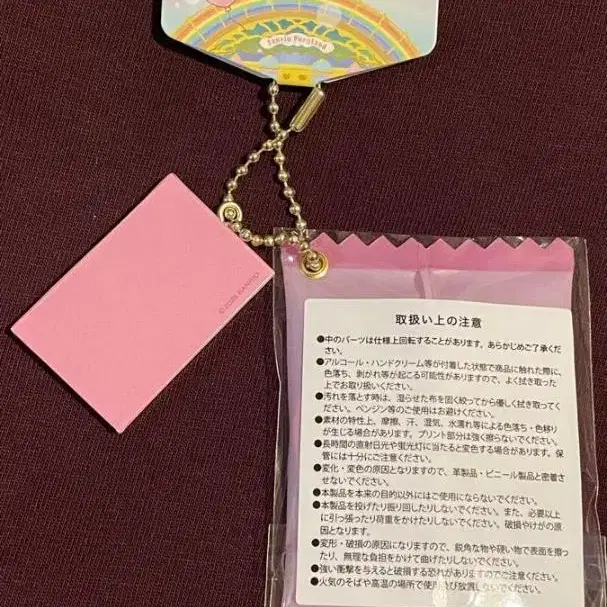 Sanrio Puroland
©2025 SANRIO
取扱い上の注意
●中のパーツは仕様上回転することがあります。あらかじめご了承くだ
さい。
●アルコール・ハンドクリーム等が付着した状態で商品に触れた際に、
色落ち、剥がれ等が起こる可能性がありますので、よく拭き取った
上でお取り扱いください。
●汚れを落とす時は、湿らせた布を固く絞ってから優しく拭き取ってく
ださい。ベンジン等のご使用はお避けください。
●素材の特性上、摩擦、汗、湿気、水濡れ等による色落ち・色移り
が生じる場合があります。プリント部分は強く擦らないでください。
●長時間の直射日光や蛍光灯に当たると変色する場合があります。保
管には十分にご注意ください。
●変化・変色の原因となりますので、革製品・ビニール製品と密着さ
せないでください。
●本製品を本来の目的以外にはご使用にならないでください。
●本製品を投げたり振り回したりしないでください。また、必要以上
に引っ張ったり荷重をかけたりしないでください。破損やけがの原
因となります。
●変形・破損の原因になりますので、鋭角な物や硬い物で表面を擦っ
たり、無理な負担をかけて曲げたりしないでください。
●強い衝撃を与えると破損する恐れがありますのでご注意ください。
●火気のそばや高温の場所で使用及び放置しないでください。